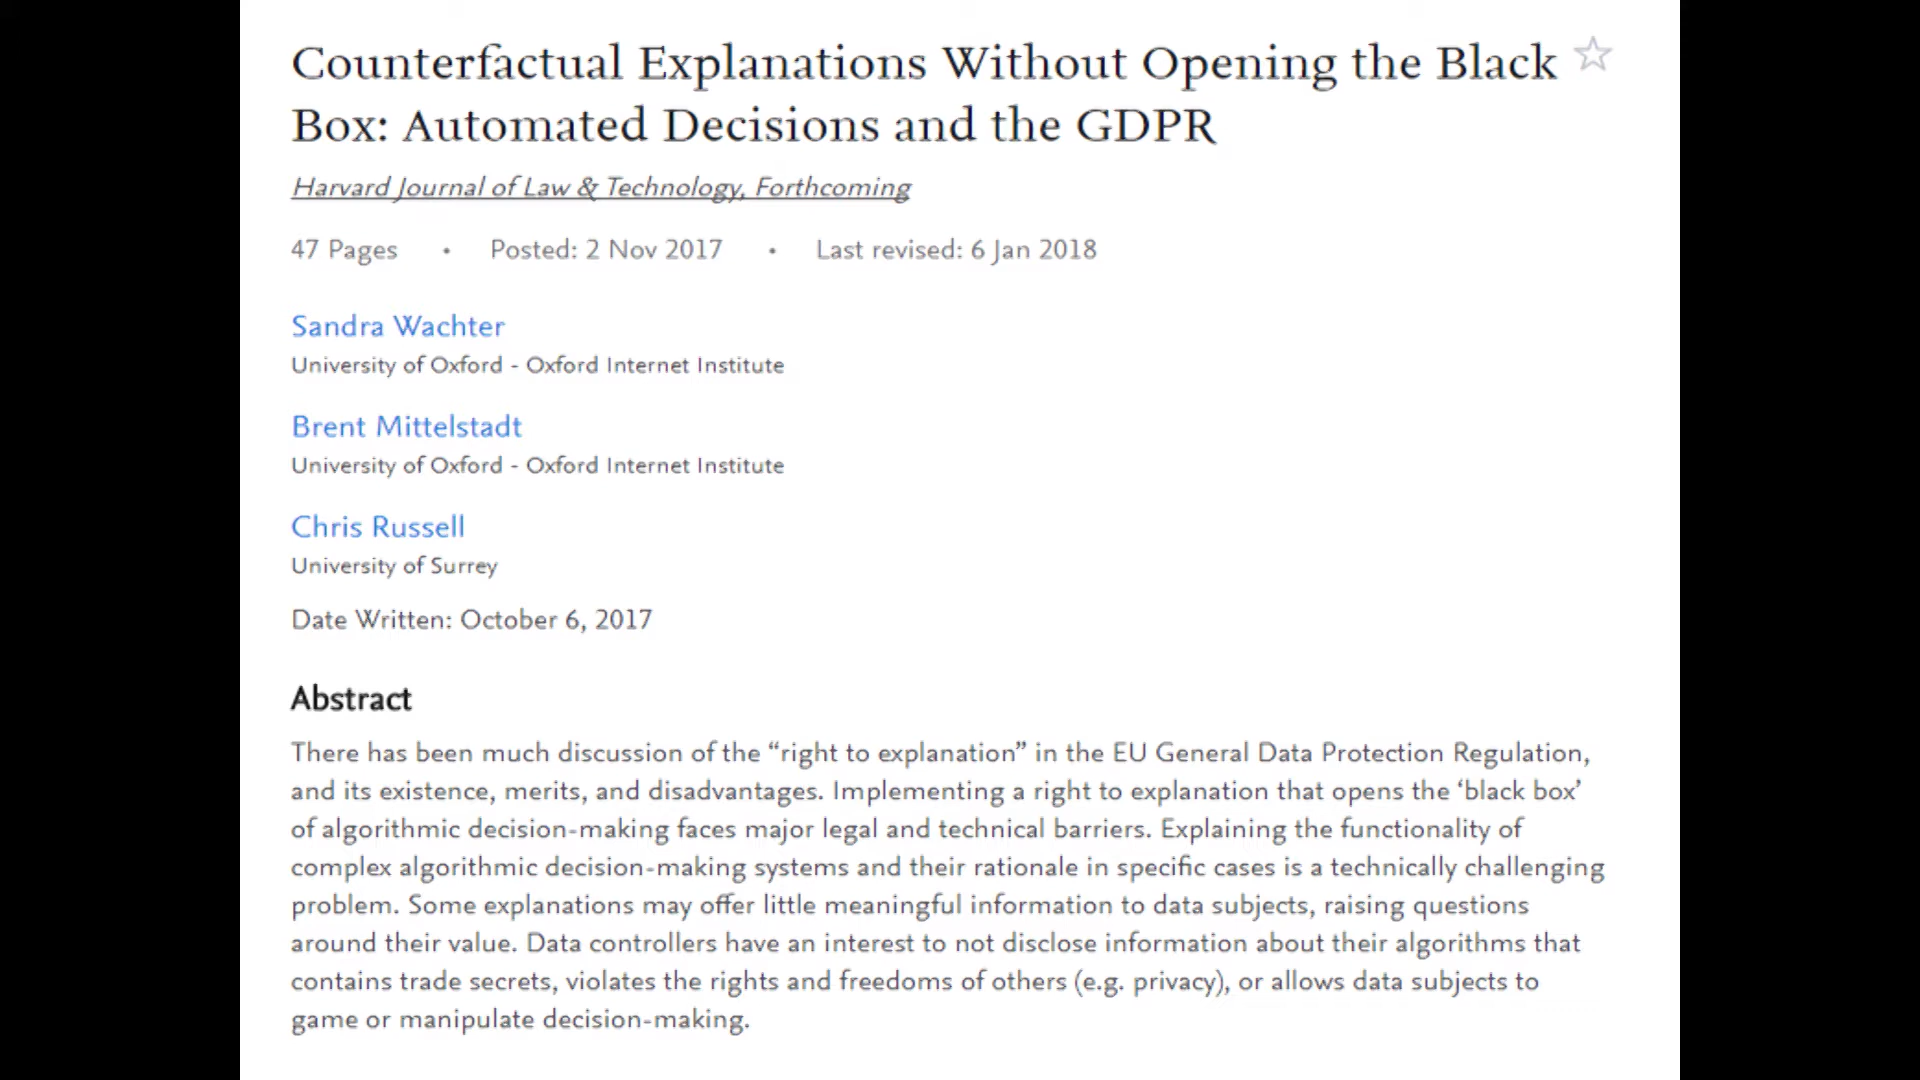 Counterfactual Explanations Without Opening the Black
Box: Automated Decisions and the GDPR
Harvard Journal of Law & Technology, Forthcoming
47 Pages • Posted: 2 Nov 2017 • Last revised: 6 Jan 2018
Sandra Wachter
University of Oxford - Oxford Internet Institute
Brent Mittelstadt
University of Oxford - Oxford Internet Institute
Chris Russell
University of Surrey
Date Written: October 6, 2017
Abstract
There has been much discussion of the “right to explanation” in the EU General Data Protection Regulation,
and its existence, merits, and disadvantages. Implementing a right to explanation that opens the ‘black box’
of algorithmic decision-making faces major legal and technical barriers. Explaining the functionality of
complex algorithmic decision-making systems and their rationale in specific cases is a technically challenging
problem. Some explanations may offer little meaningful information to data subjects, raising questions
around their value. Data controllers have an interest to not disclose information about their algorithms that
contains trade secrets, violates the rights and freedoms of others (e.g. privacy), or allows data subjects to
game or manipulate decision-making.